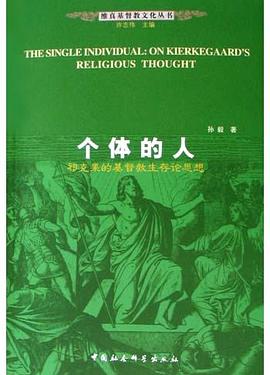 维真基督教文化丛书
许志伟 主编
THE SINGLE INDIVIDUAL: ON KIERKEGAARD'S
RELIGIOUS THOUGHT
个体的人
孙毅 著
祁克果的基督教生存论思想
中国社会科学出版社